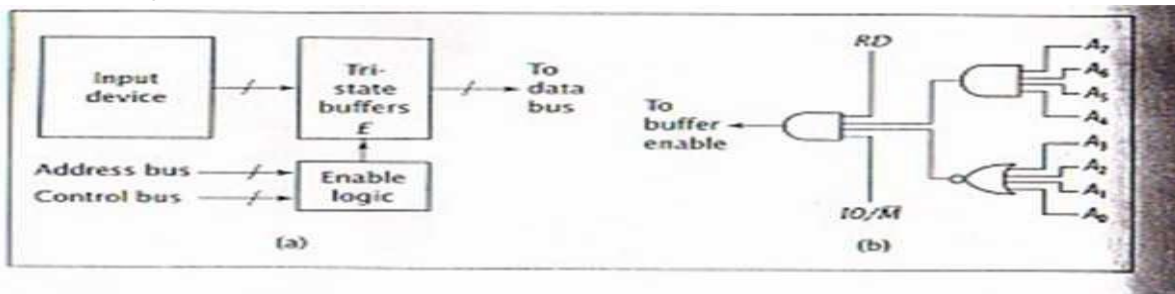 Input
device
Tri-
state
buffers
E
To
data
bus
Address bus
Control bus
Enable
logic
(a)
RD
To
buffer
enable
IO/M̅
A₇
A₆
A₅
A₄
A₃
A₂
A₁
A₀
(b)